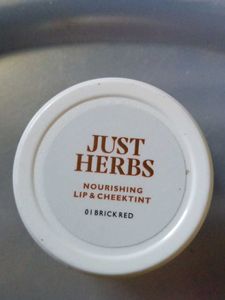 JUST
HERBS
NOURISHING
LIP & CHEEKTINT
01 BRICK RED